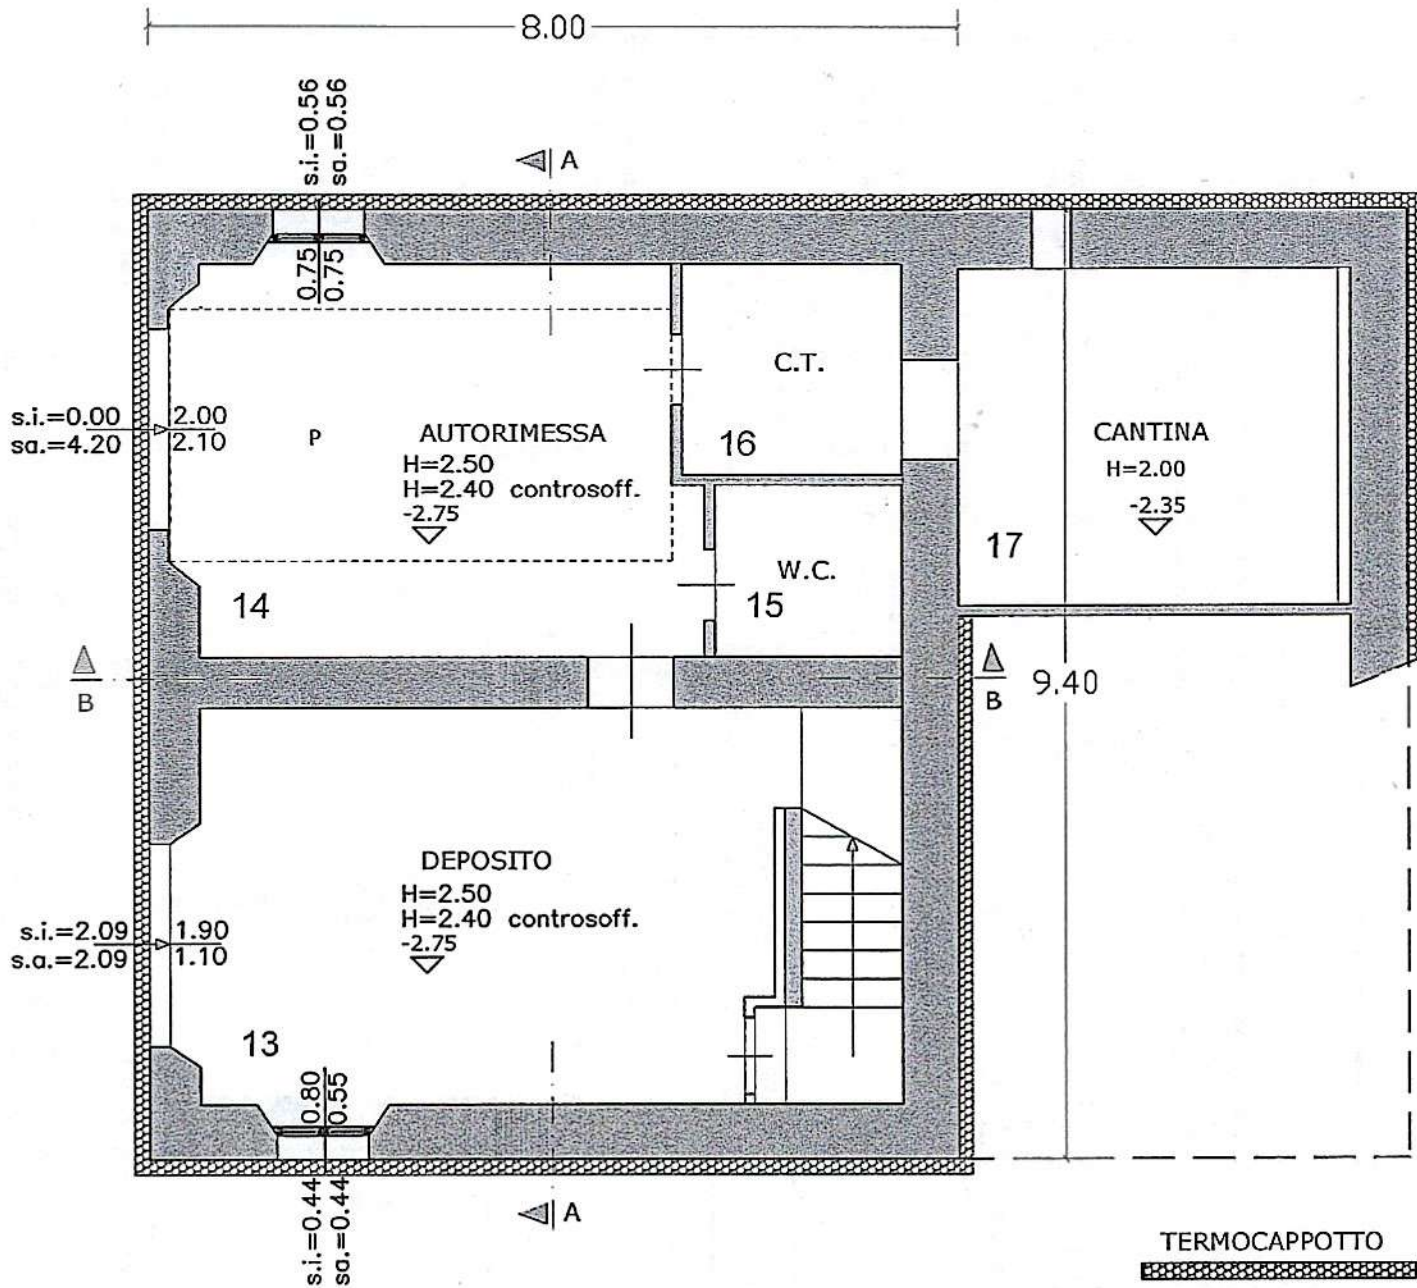 8.00
s.i.=0.56
sa.=0.56
A
0.75
0.75
C.T.
16
s.i.=0.00
sa.=4.20
2.00
2.10
P
AUTORIMESSA
H=2.50
H=2.40 controsoff.
-2.75
CANTINA
H=2.00
-2.35
17
14
W.C.
15
B
B
9.40
DEPOSITO
H=2.50
H=2.40 controsoff.
-2.75
s.i.=2.09
s.a.=2.09
1.90
1.10
13
0.80
0.55
s.i.=0.44
sa.=0.44
A
TERMOCAPPOTTO